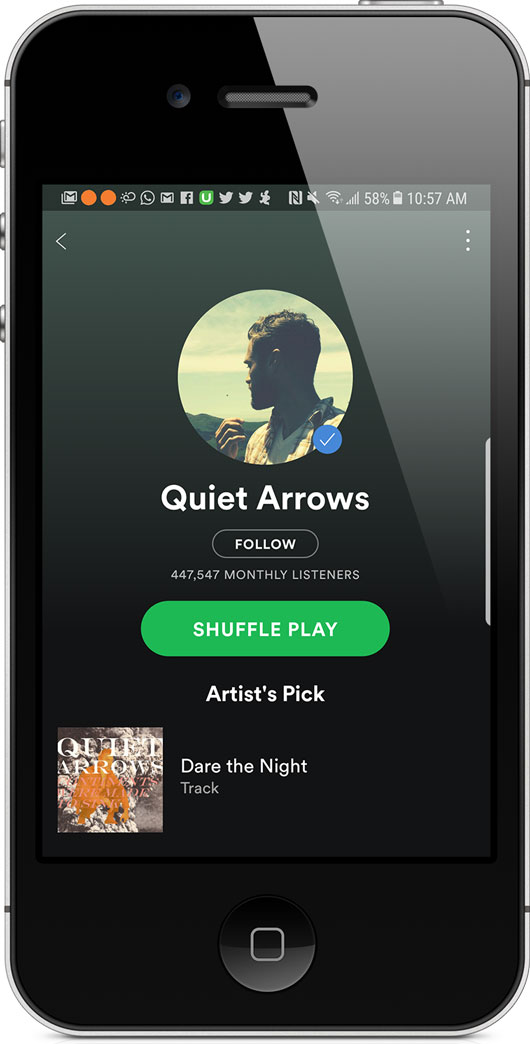 58% 10:57 AM
Quiet Arrows
FOLLOW
447,547 MONTHLY LISTENERS
SHUFFLE PLAY
Artist's Pick
QUIET
ARROWS
Dare the Night
Track